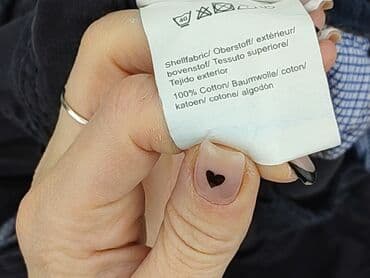 40
Shellfabric/ Oberstoff/ extérieur/
bovenstof/ Tessuto superiore/
Tejido exterior
100% Cotton/ Baumwolle/ coton/
katoen/ cotone/ algodón